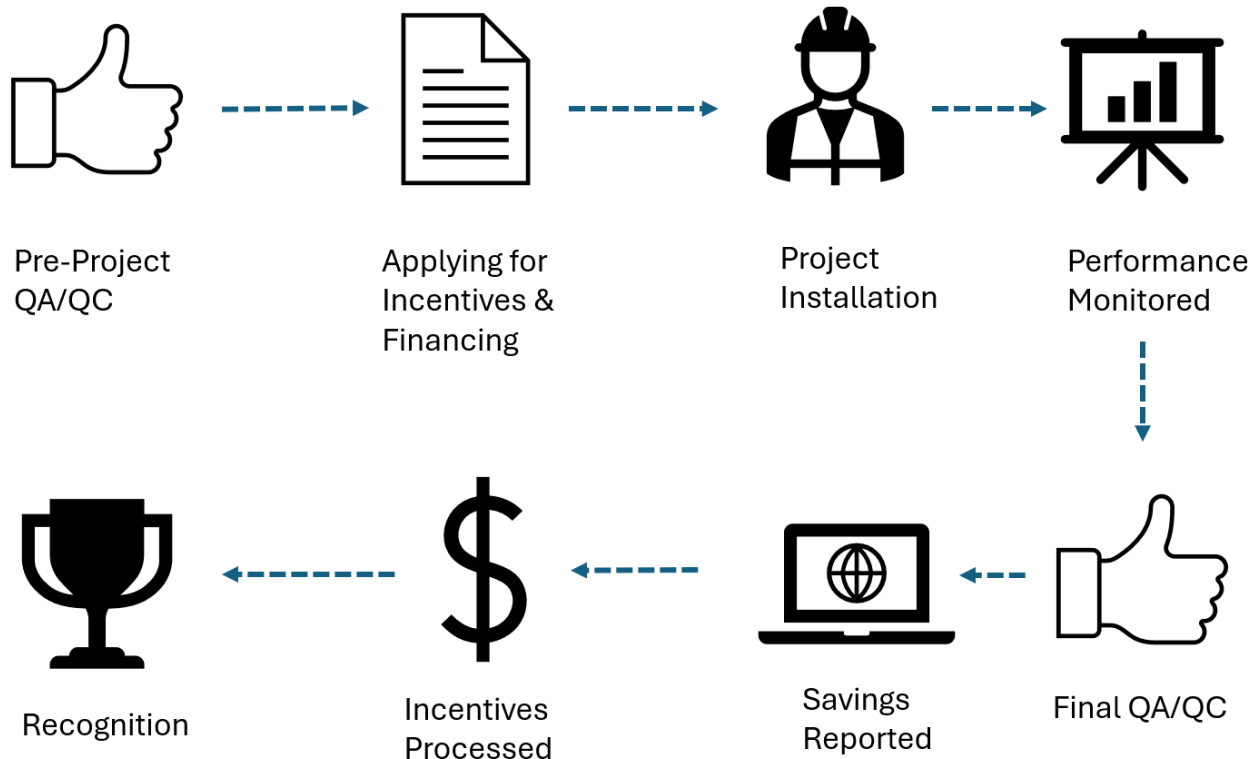 Pre-Project
QA/QC
Applying for
Incentives &
Financing
Project
Installation
Performance
Monitored
Recognition
Incentives
Processed
Savings
Reported
Final QA/QC